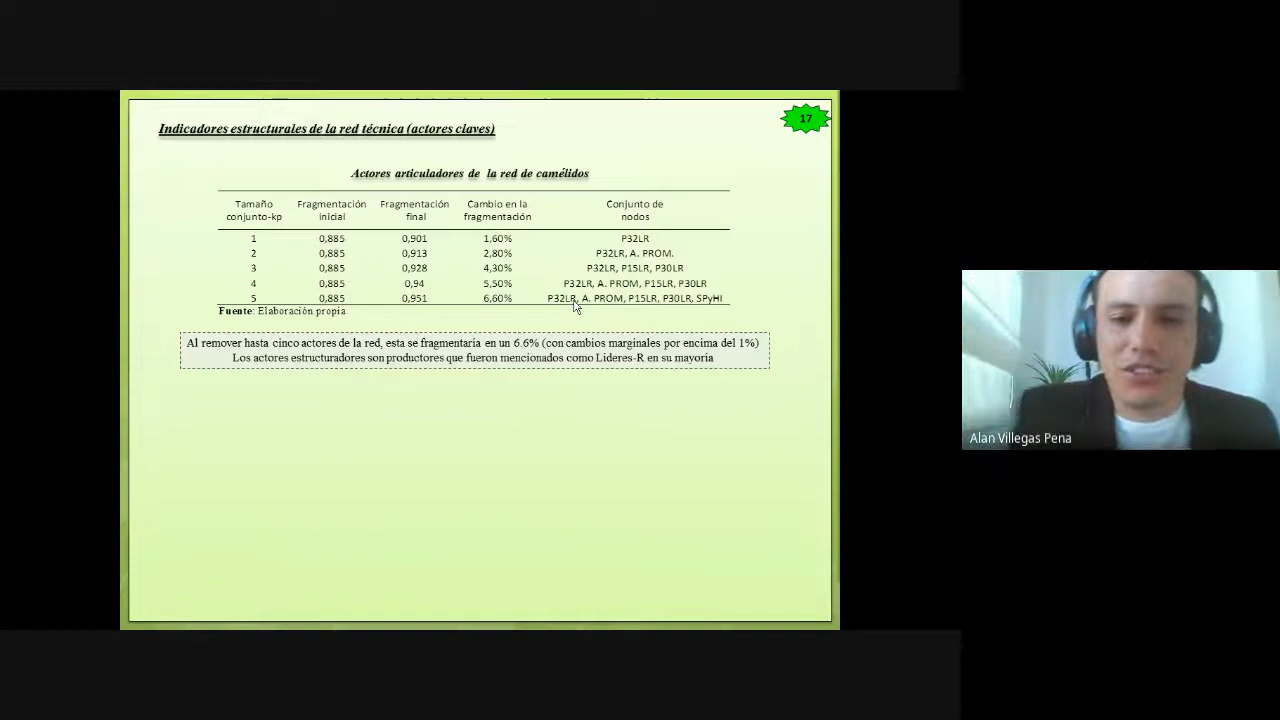 Indicadores estructurales de la red técnica (actores claves)
17
Actores articuladores de la red de camélidos
Tamaño conjunto-kp Fragmentación inicial Fragmentación final Cambio en la fragmentación Conjunto de nodos
1 0,885 0,901 1,60% P32LR
2 0,885 0,913 2,80% P32LR, A. PROM.
3 0,885 0,928 4,30% P32LR, P15LR, P30LR
4 0,885 0,94 5,50% P32LR, A. PROM, P15LR, P30LR
5 0,885 0,951 6,60% P32LR, A. PROM, P15LR, P30LR, SPyHI
Fuente: Elaboración propia
Al remover hasta cinco actores de la red, esta se fragmentaría en un 6.6% (con cambios marginales por encima del 1%)
Los actores estructuradores son productores que fueron mencionados como Líderes-R en su mayoría
Alan Villegas Pena